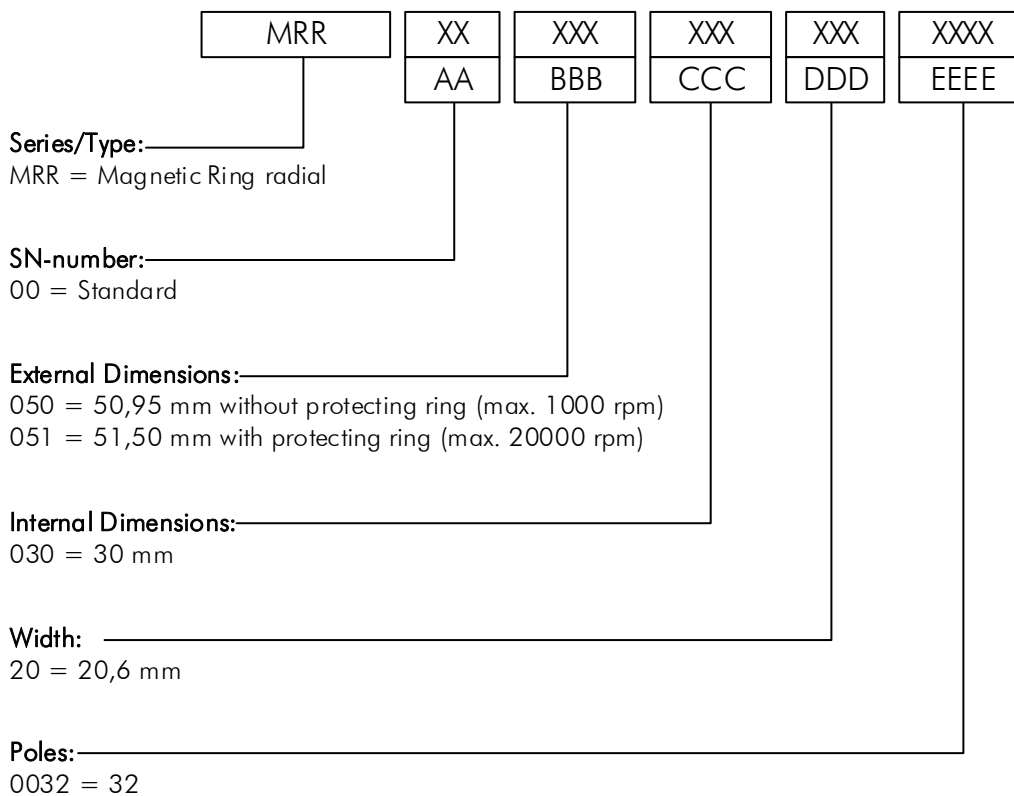 MRR XX XXX XXX XXX XXXX
AA BBB CCC DDD EEEE
Series/Type:
MRR = Magnetic Ring radial
SN-number:
00 = Standard
External Dimensions:
050 = 50,95 mm without protecting ring (max. 1000 rpm)
051 = 51,50 mm with protecting ring (max. 20000 rpm)
Internal Dimensions:
030 = 30 mm
Width:
20 = 20,6 mm
Poles:
0032 = 32